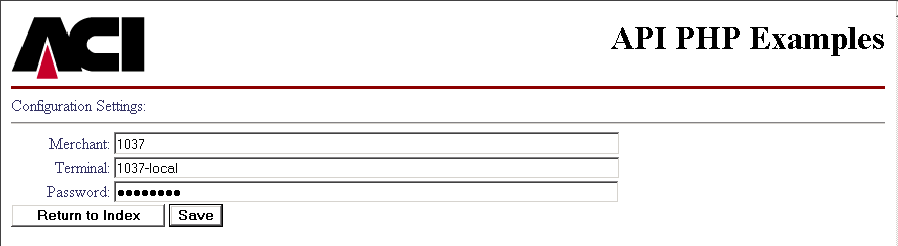 ACI
API PHP Examples
Configuration Settings:
Merchant: 1037
Terminal: 1037-local
Password: ●●●●●●●●
Return to Index Save